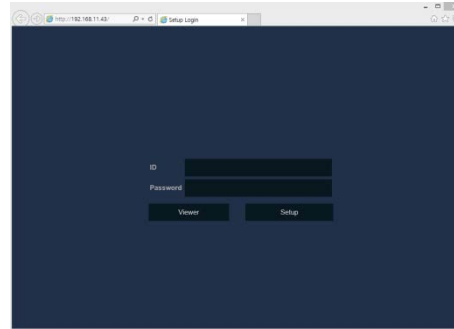 http://192.168.11.43/
Setup Login
ID
Password
Viewer
Setup